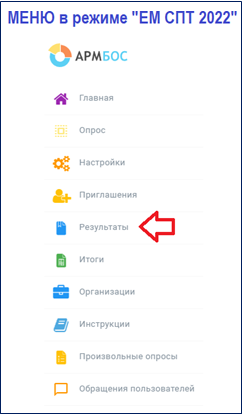 МЕНЮ в режиме "ЕМ СПТ 2022"
АРМБОС
Главная
Опрос
Настройки
Приглашения
Результаты
Итоги
Организации
Инструкции
Произвольные опросы
Обращения пользователей